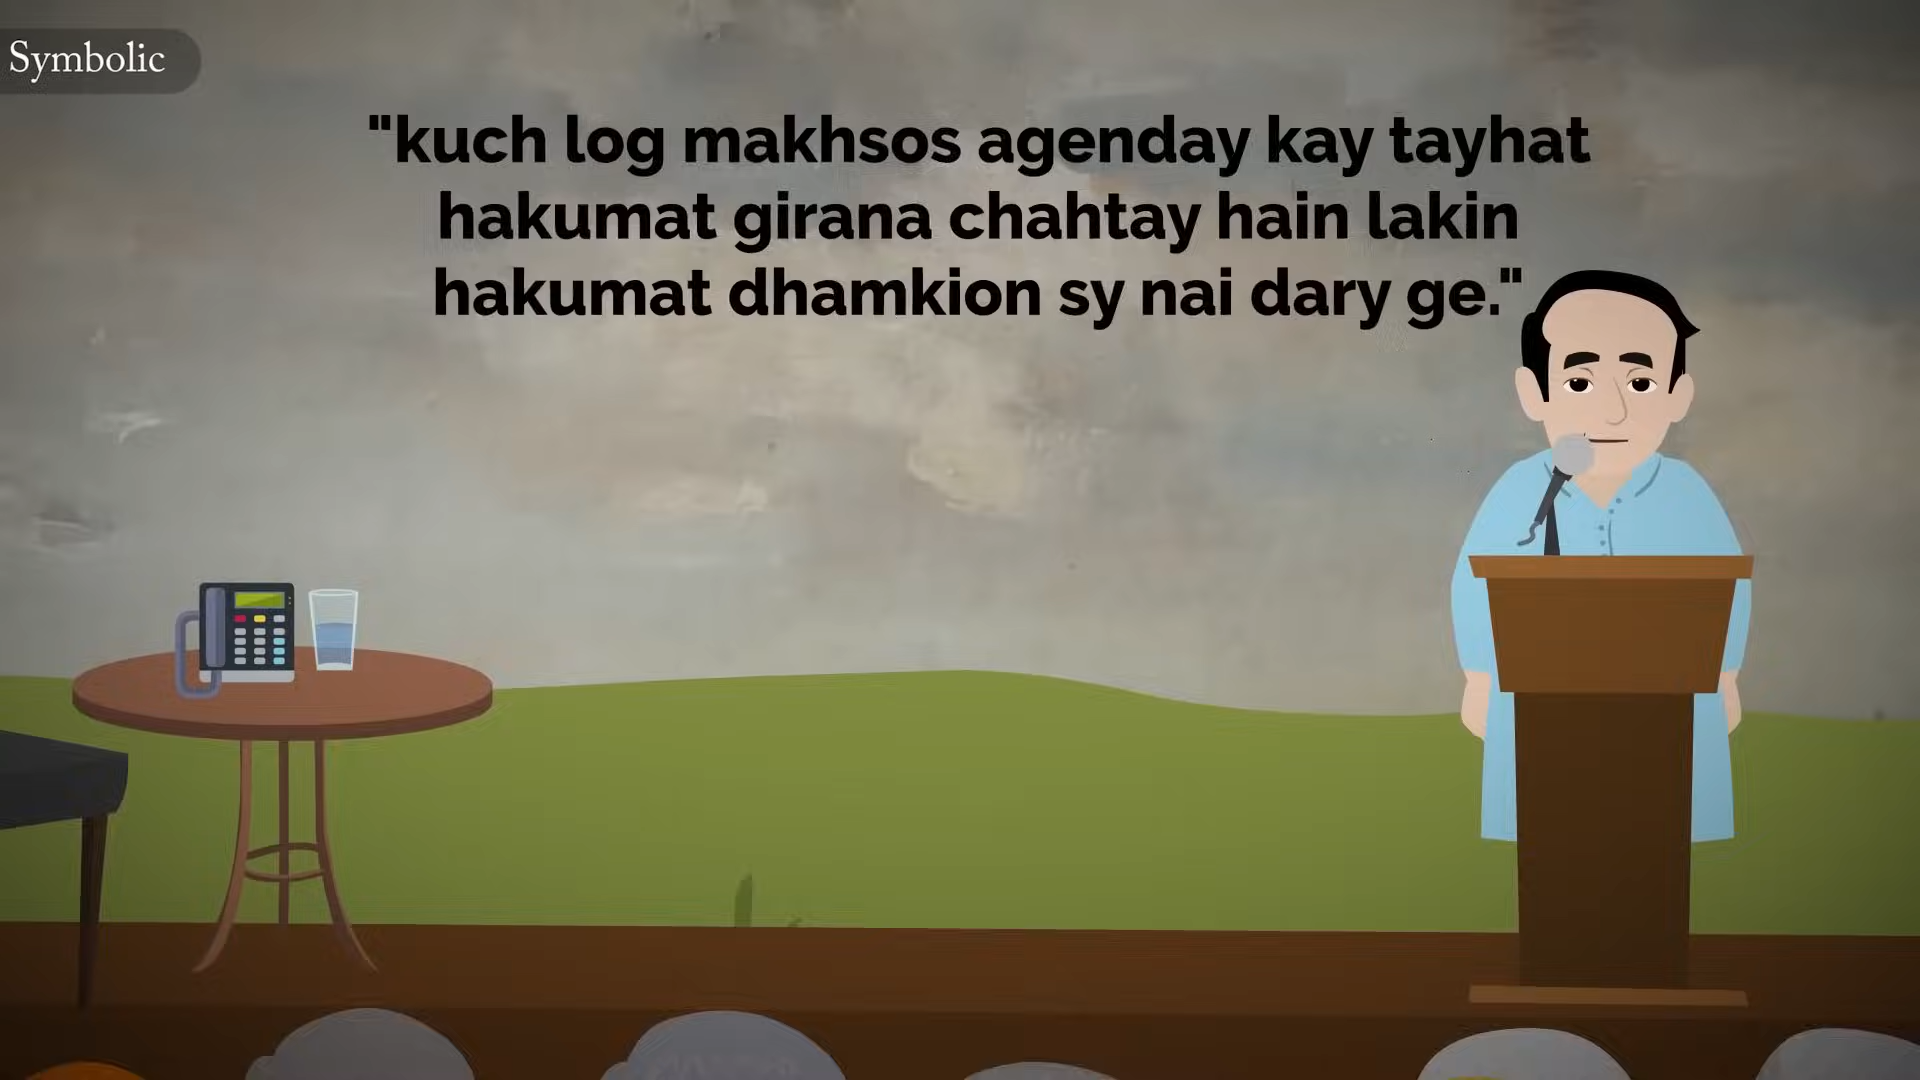 Symbolic
"kuch log makhsos agenday kay tayhat
hakumat girana chahtay hain lakin
hakumat dhamkion sy nai dary ge."